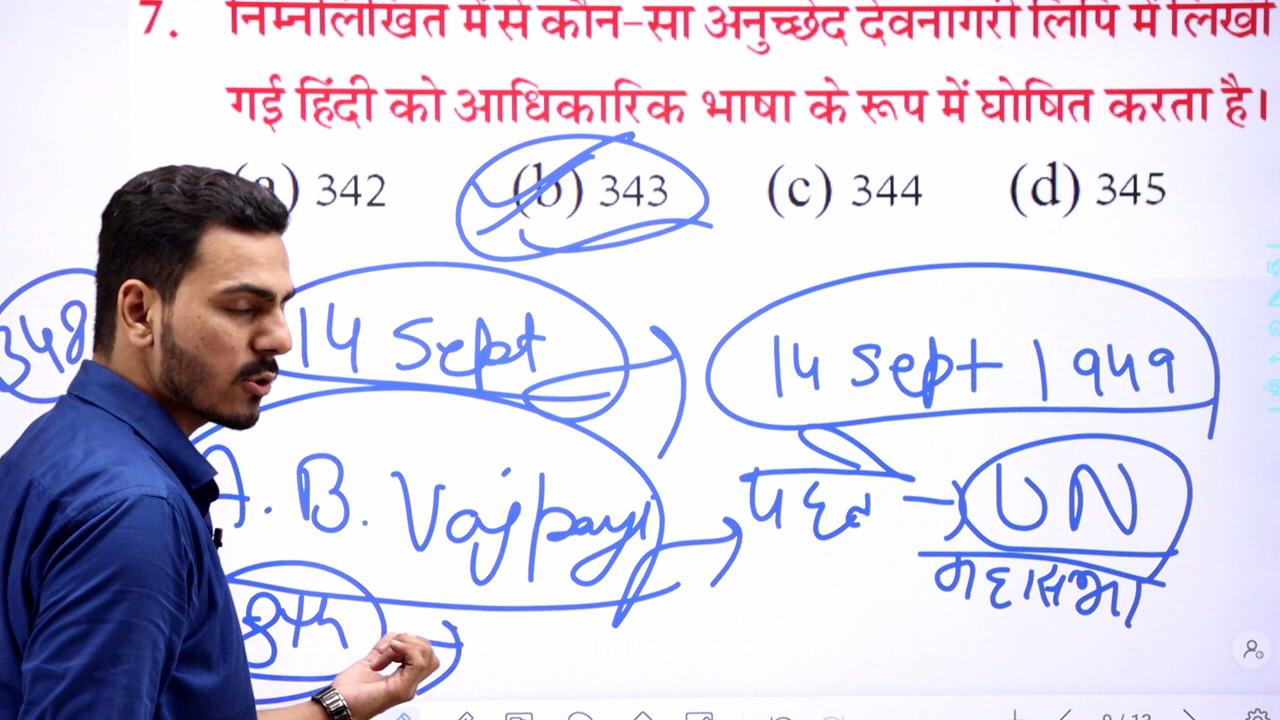 7. निम्नलिखित में से कौन-सा अनुच्छेद देवनागरी लिपि में लिखी
गई हिंदी को आधिकारिक भाषा के रूप में घोषित करता है।
(a) 342 (b) 343 (c) 344 (d) 345
348 14 Sept 14 Sept 1949
A. B. Vajpayi UN
महासभा
8th